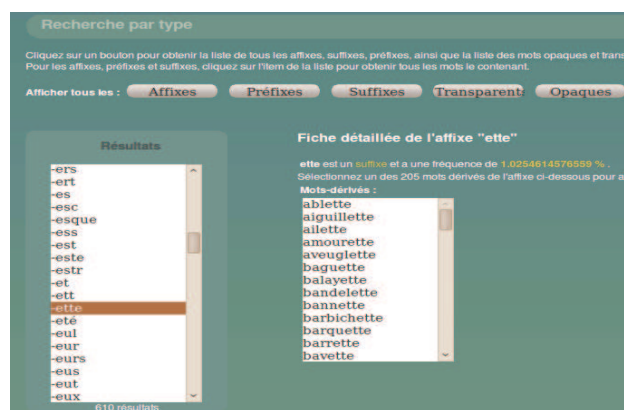 Recherche par type
Cliquez sur un bouton pour obtenir la liste de tous les affixes, suffixes, préfixes, ainsi que la liste des mots opaques et trans
Pour les affixes, préfixes et suffixes, cliquez sur l'item de la liste pour obtenir tous les mots le contenant.
Afficher tous les : Affixes Préfixes Suffixes Transparents Opaques
Résultats
-ers
-ert
-es
-esc
-esque
-ess
-est
-este
-estr
-et
-ett
-ette
-eté
-eul
-eur
-eurs
-eus
-eut
-eux
610 résultats
Fiche détaillée de l'affixe "ette"
ette est un suffixe et a une fréquence de 1.0254614576559 % .
Sélectionnez un des 205 mots dérivés de l'affixe ci-dessous pour a
Mots-dérivés :
ablette
aiguillette
ailette
amourette
aveuglette
baguette
balayette
bandelette
bannette
barbichette
barquette
barrette
bavette